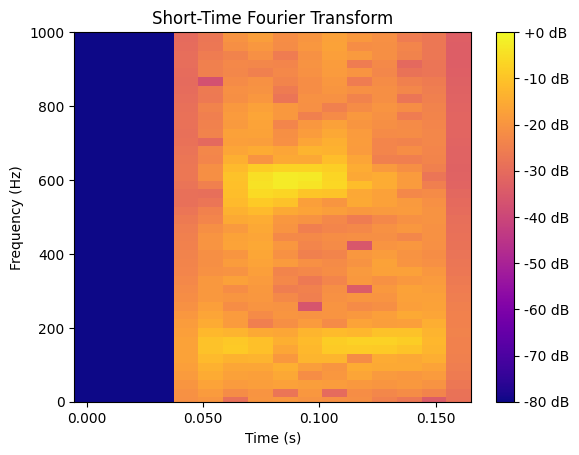 Short-Time Fourier Transform
1000
800
600
400
200
0
Frequency (Hz)
0.000
0.050
0.100
0.150
Time (s)
+0 dB
-10 dB
-20 dB
-30 dB
-40 dB
-50 dB
-60 dB
-70 dB
-80 dB